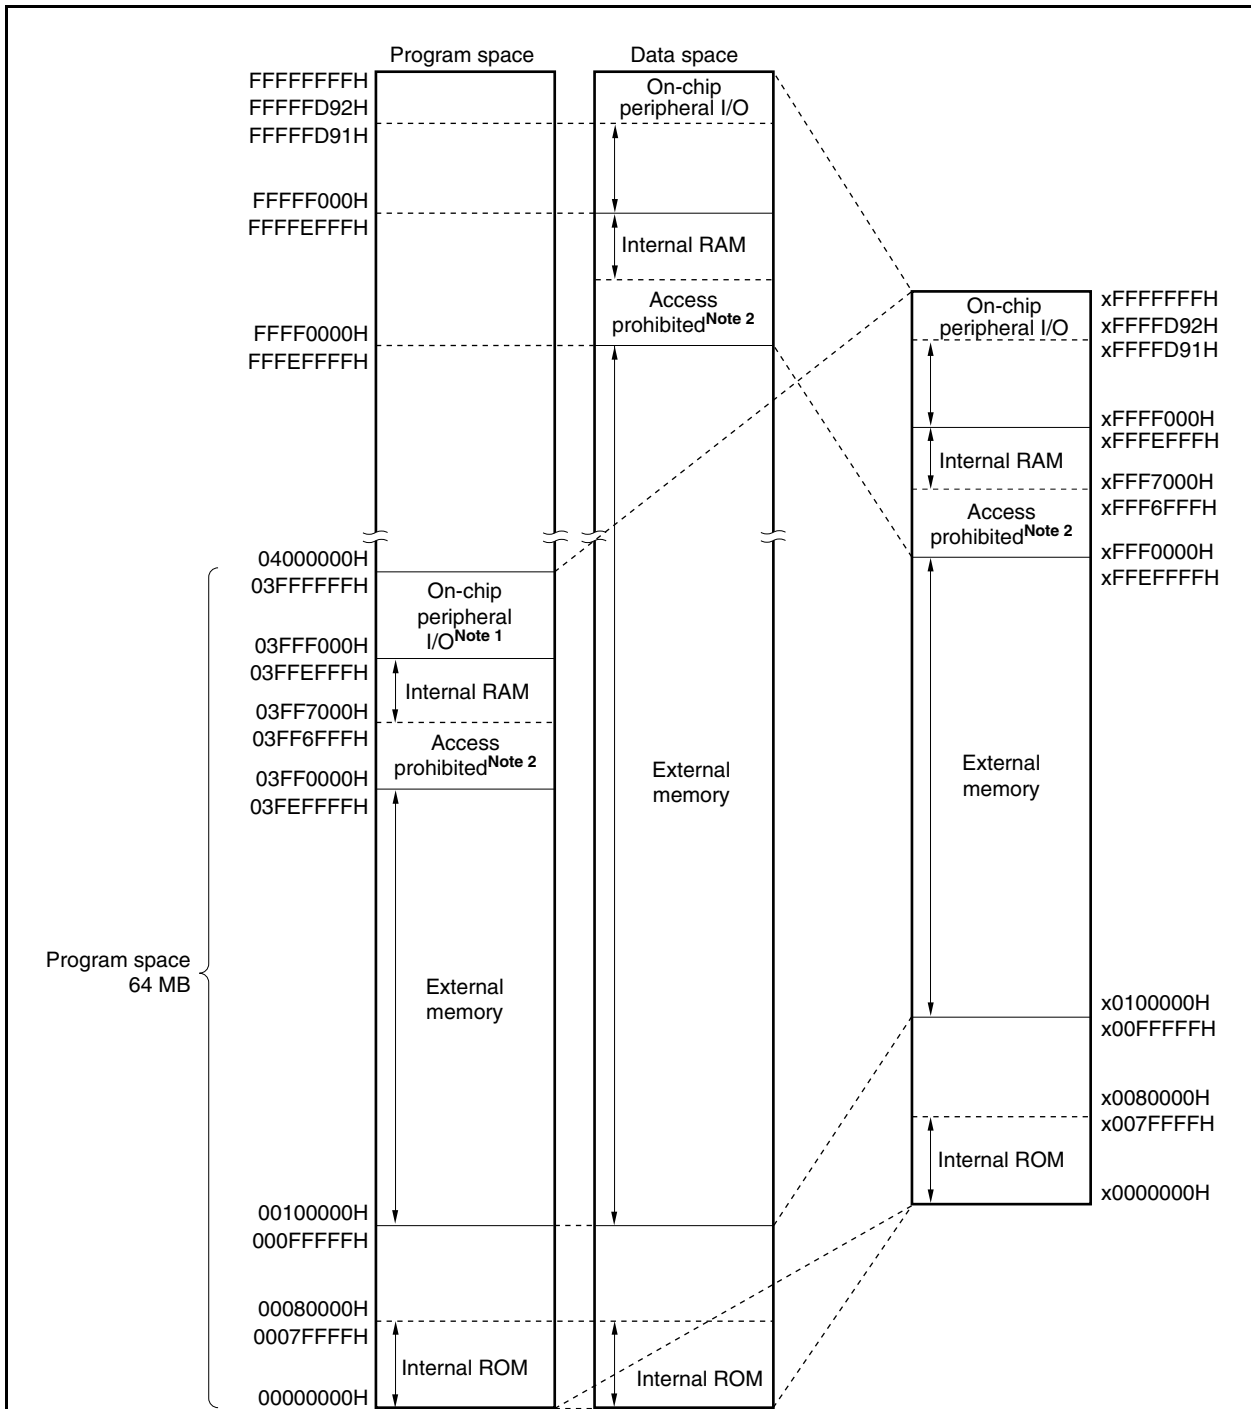 Program space
Data space
FFFFFFFFH
FFFFFD92H
FFFFFD91H
FFFFF000H
FFFFEFFFH
FFFF0000H
FFFEFFFFH
04000000H
03FFFFFFH
03FFF000H
03FFEFFFH
03FF7000H
03FF6FFFH
03FF0000H
03FEFFFFH
Program space
64 MB
00100000H
000FFFFFH
00080000H
0007FFFFH
00000000H
On-chip
peripheral
I/ONote 1
Internal RAM
Access
prohibitedNote 2
External
memory
Internal ROM
On-chip
peripheral I/O
Internal RAM
Access
prohibitedNote 2
External
memory
Internal ROM
On-chip
peripheral I/O
Internal RAM
Access
prohibitedNote 2
External
memory
Internal ROM
xFFFFFFFH
xFFFFD92H
xFFFFD91H
xFFFF000H
xFFFEFFFH
xFFF7000H
xFFF6FFFH
xFFF0000H
xFFEFFFFH
x0100000H
x00FFFFFH
x0080000H
x007FFFFH
x0000000H